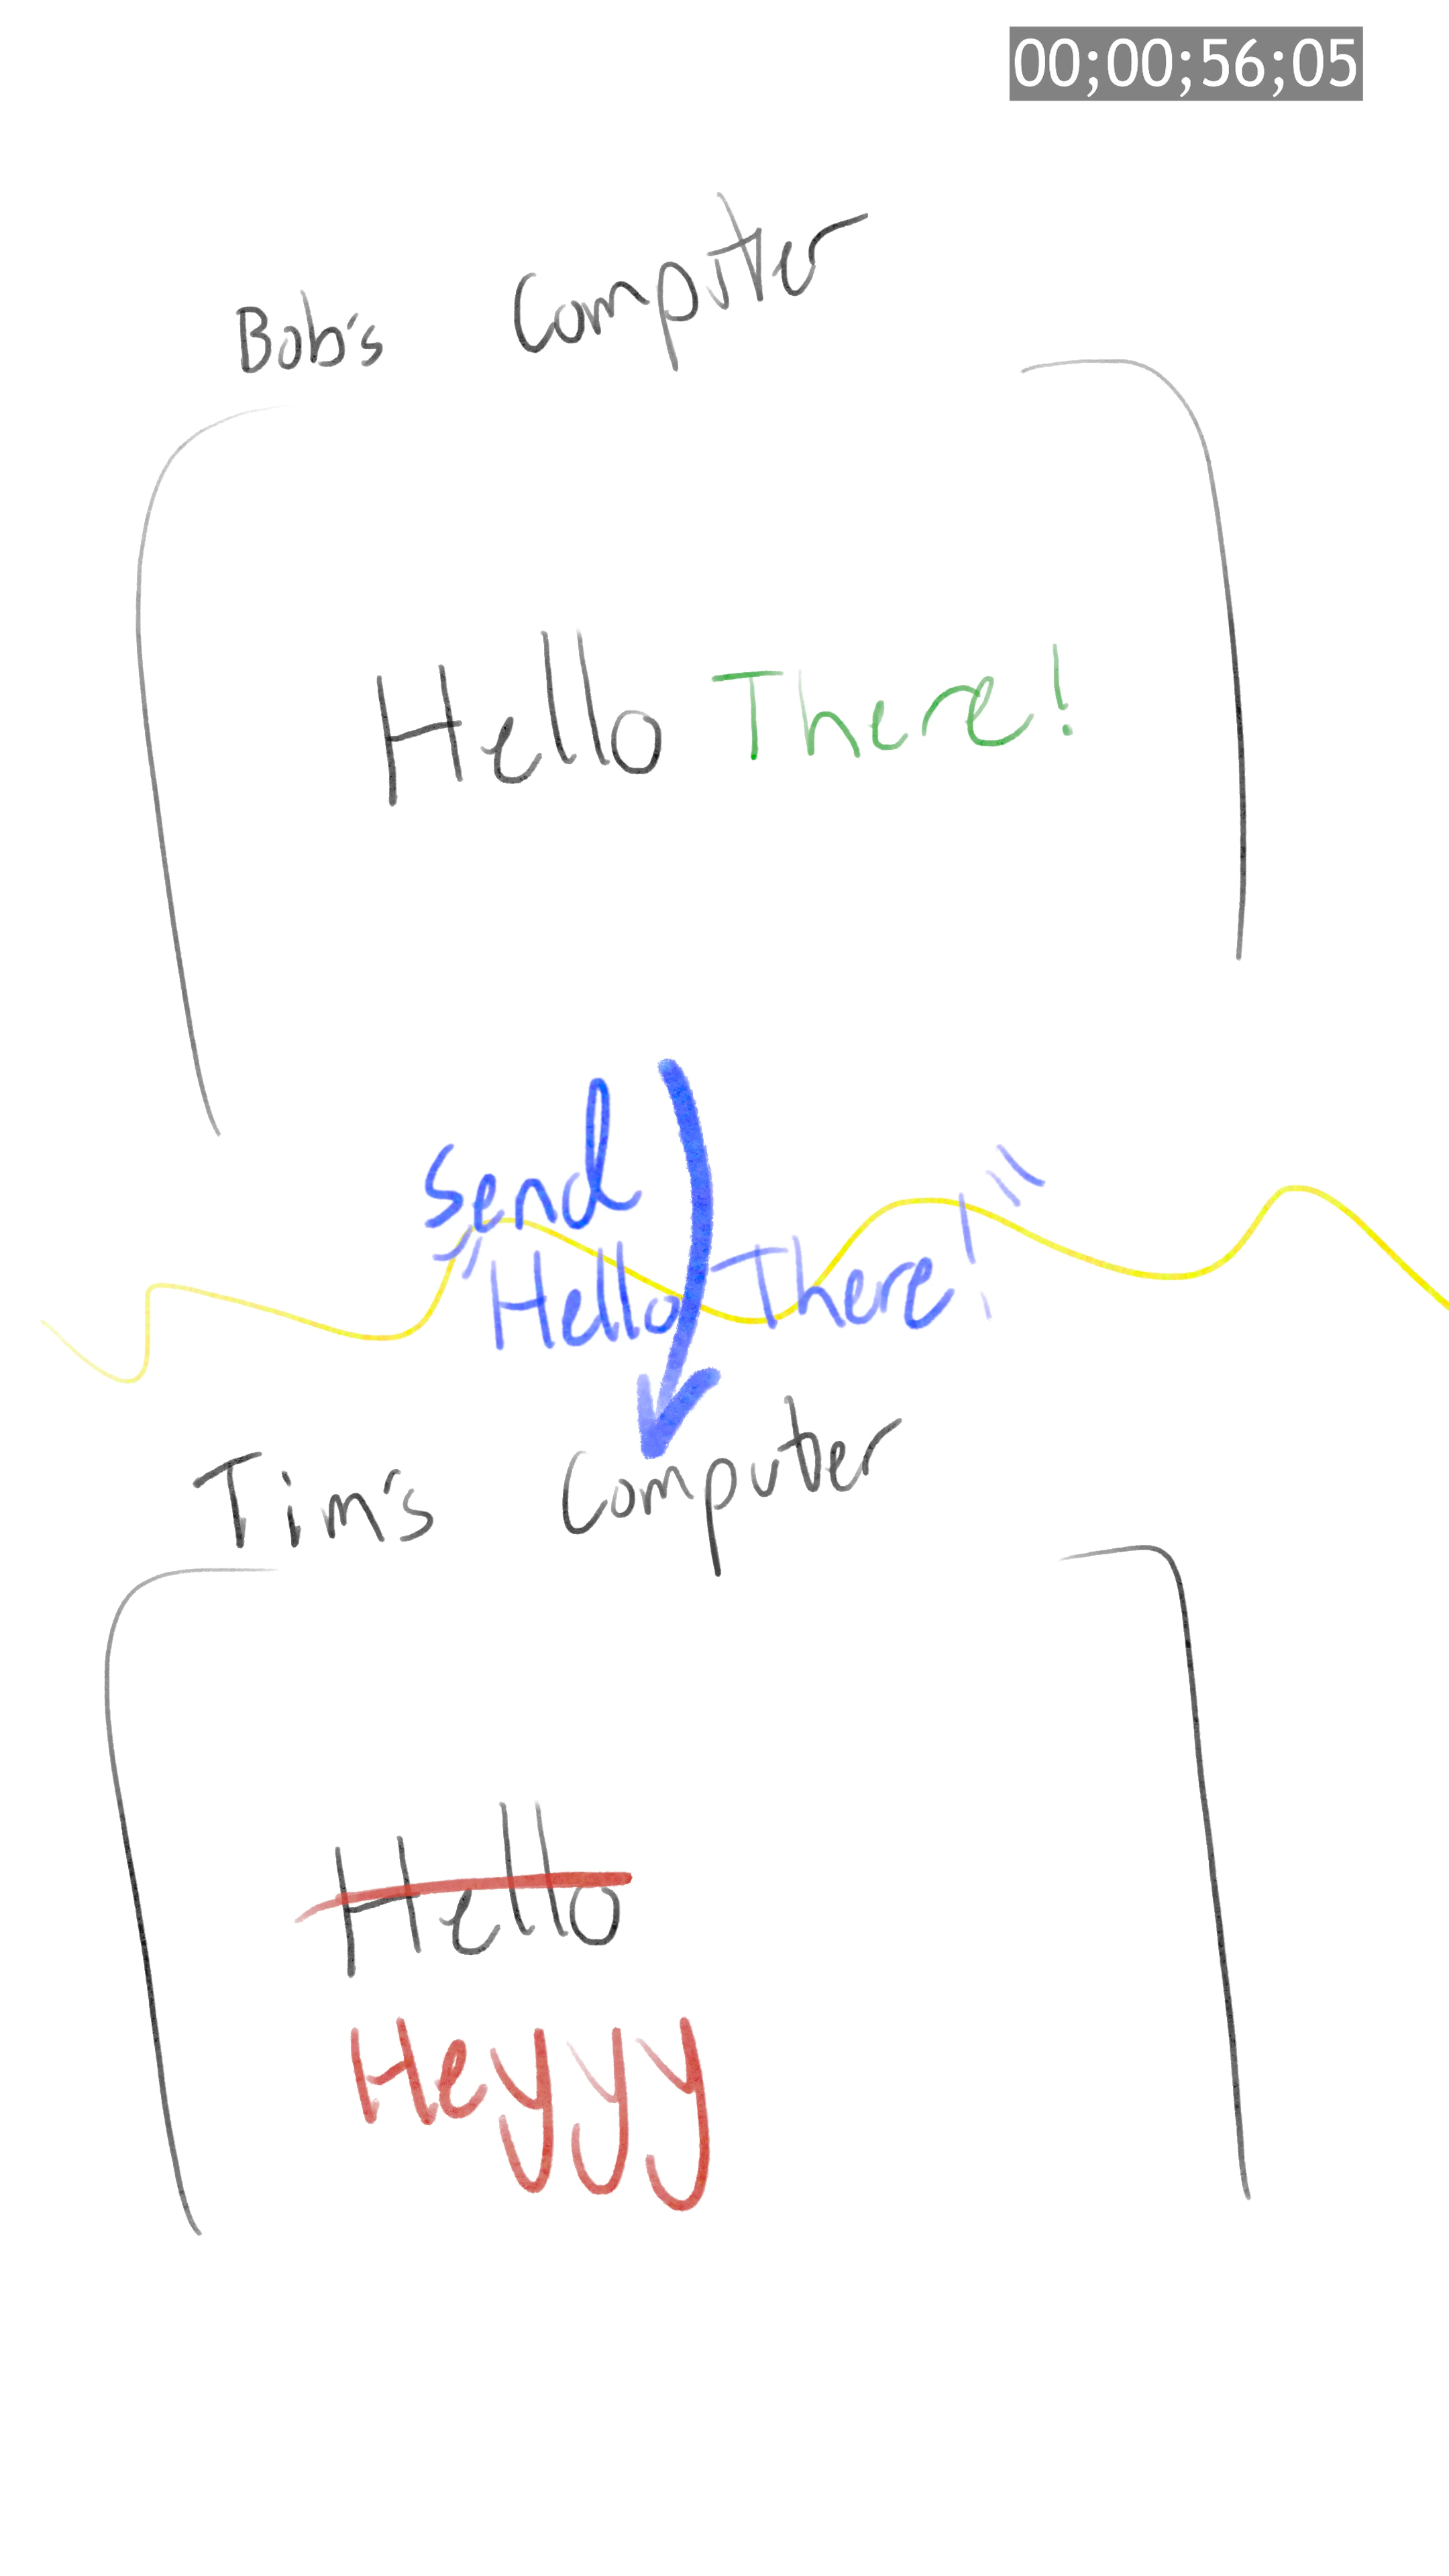 00;00;56;05
Bob's Computer
Hello There!
Send
"Hello There!"
Tim's Computer
Hello
Heyyy